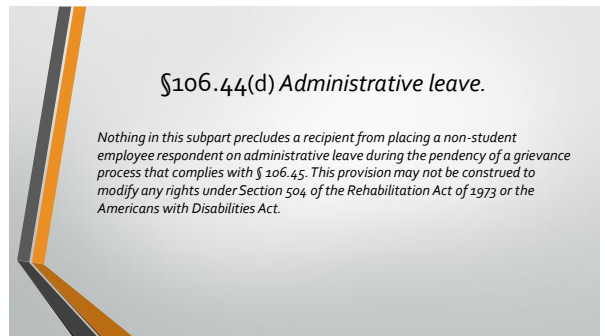 §106.44(d) Administrative leave.
Nothing in this subpart precludes a recipient from placing a non-student
employee respondent on administrative leave during the pendency of a grievance
process that complies with § 106.45. This provision may not be construed to
modify any rights under Section 504 of the Rehabilitation Act of 1973 or the
Americans with Disabilities Act.